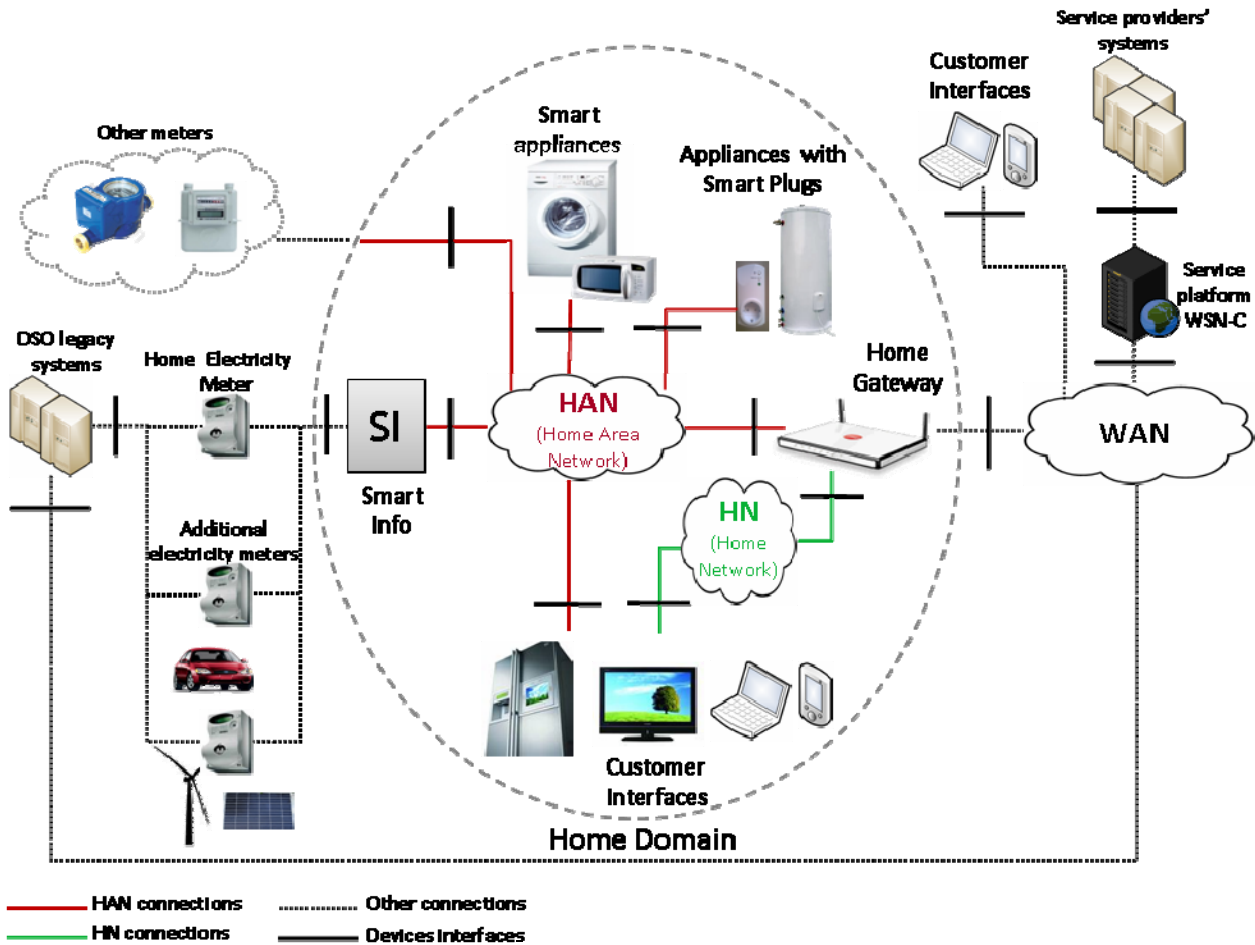 Service providers'
systems
Customer
Interfaces
Smart
appliances
Other meters
Appliances with
Smart Plugs
Service
platform
WSN-C
DSO legacy
systems
Home Electricity
Meter
Home
Gateway
SI
HAN
(Home Area
Network)
WAN
Smart
Info
HN
(Home
Network)
Additional
electricity meters
Customer
Interfaces
Home Domain
HAN connections
Other connections
HN connections
Devices interfaces